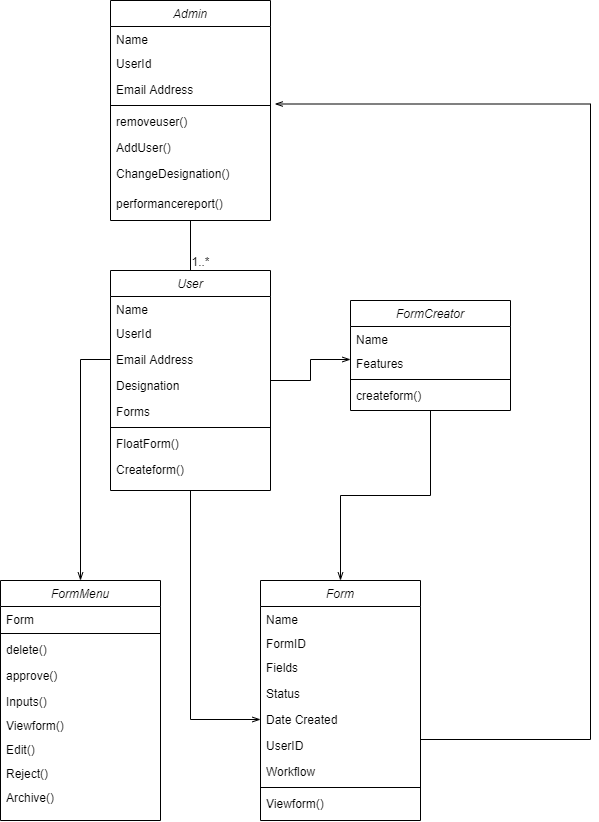 Admin
Name
UserId
Email Address
removeuser()
AddUser()
ChangeDesignation()
performancereport()
1..*
User
Name
UserId
Email Address
Designation
Forms
FloatForm()
Createform()
FormCreator
Name
Features
createform()
FormMenu
Form
delete()
approve()
Inputs()
Viewform()
Edit()
Reject()
Archive()
Form
Name
FormID
Fields
Status
Date Created
UserID
Workflow
Viewform()